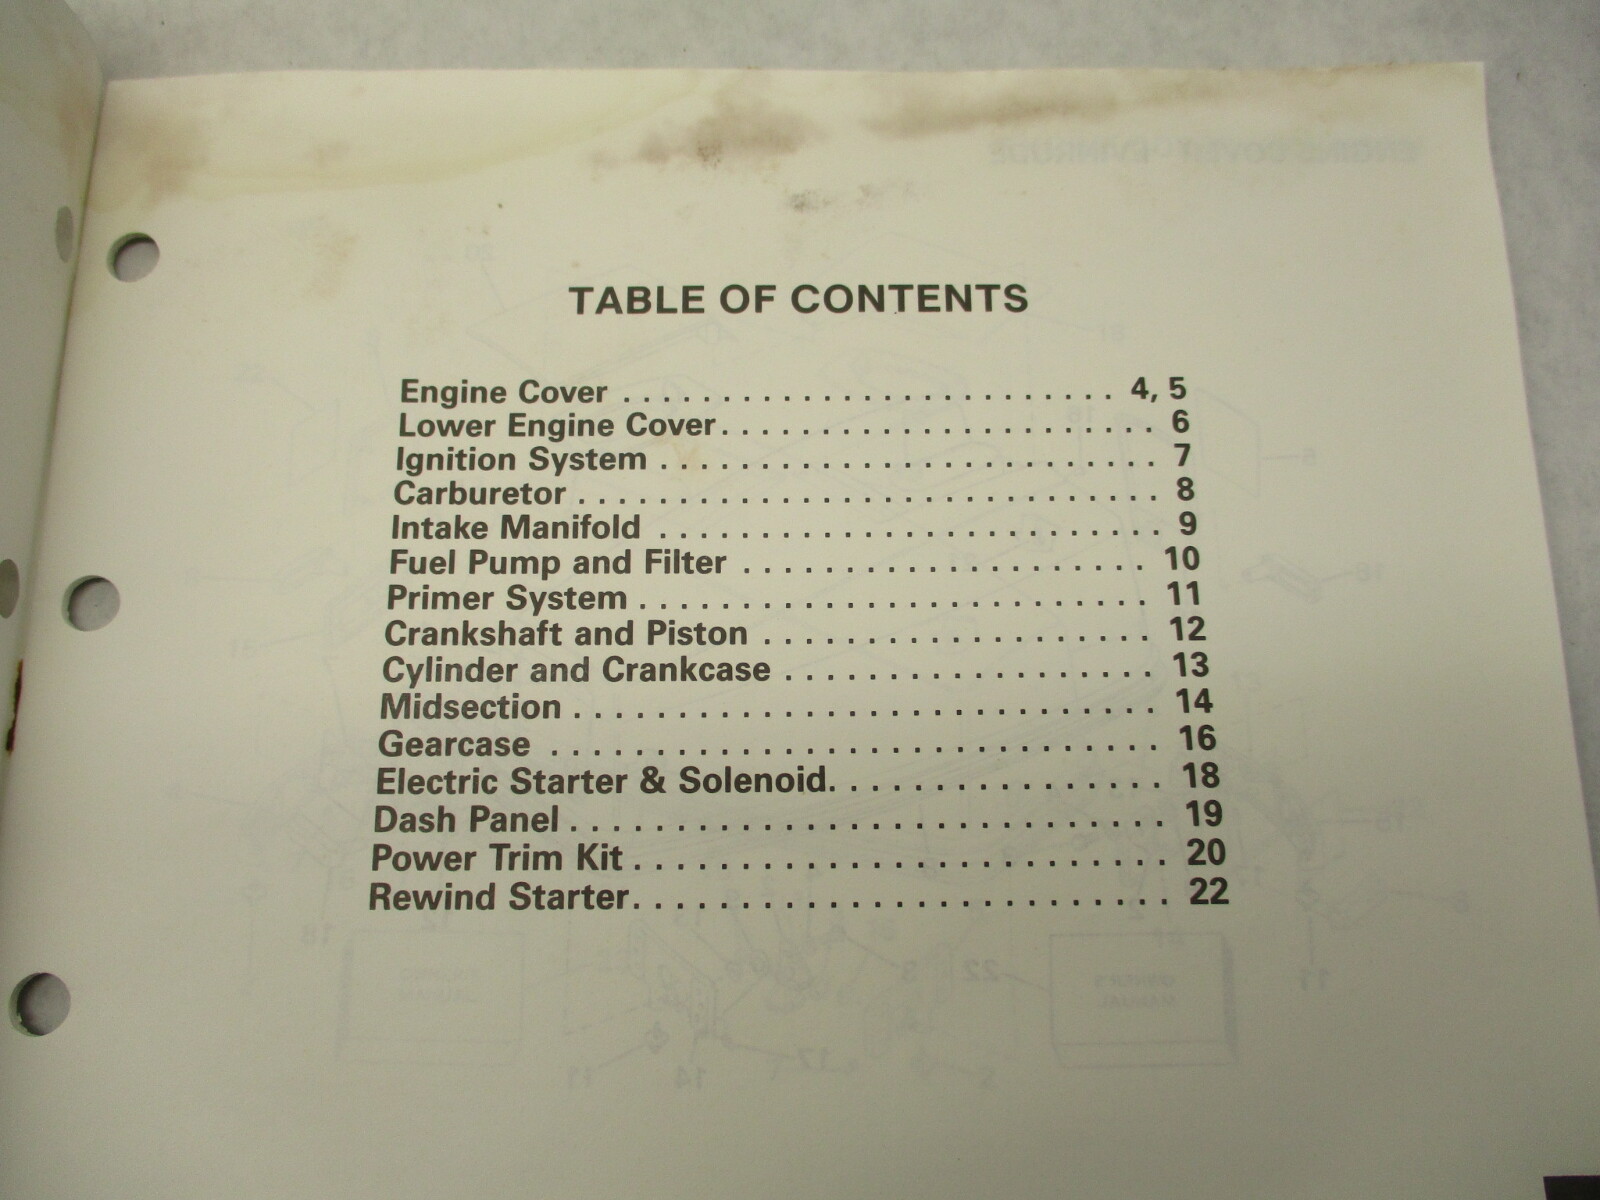 TABLE OF CONTENTS
Engine Cover . . . . . . . . . . . . . . . . . . . . . . . . . 4, 5
Lower Engine Cover. . . . . . . . . . . . . . . . . . . . . . 6
Ignition System . . . . . . . . . . . . . . . . . . . . . . . . . 7
Carburetor . . . . . . . . . . . . . . . . . . . . . . . . . . . . . 8
Intake Manifold . . . . . . . . . . . . . . . . . . . . . . . . . 9
Fuel Pump and Filter . . . . . . . . . . . . . . . . . . . . 10
Primer System . . . . . . . . . . . . . . . . . . . . . . . . . 11
Crankshaft and Piston . . . . . . . . . . . . . . . . . . . 12
Cylinder and Crankcase . . . . . . . . . . . . . . . . . . 13
Midsection . . . . . . . . . . . . . . . . . . . . . . . . . . . . 14
Gearcase . . . . . . . . . . . . . . . . . . . . . . . . . . . . . 16
Electric Starter & Solenoid. . . . . . . . . . . . . . . . 18
Dash Panel . . . . . . . . . . . . . . . . . . . . . . . . . . . . 19
Power Trim Kit . . . . . . . . . . . . . . . . . . . . . . . . . 20
Rewind Starter. . . . . . . . . . . . . . . . . . . . . . . . . 22